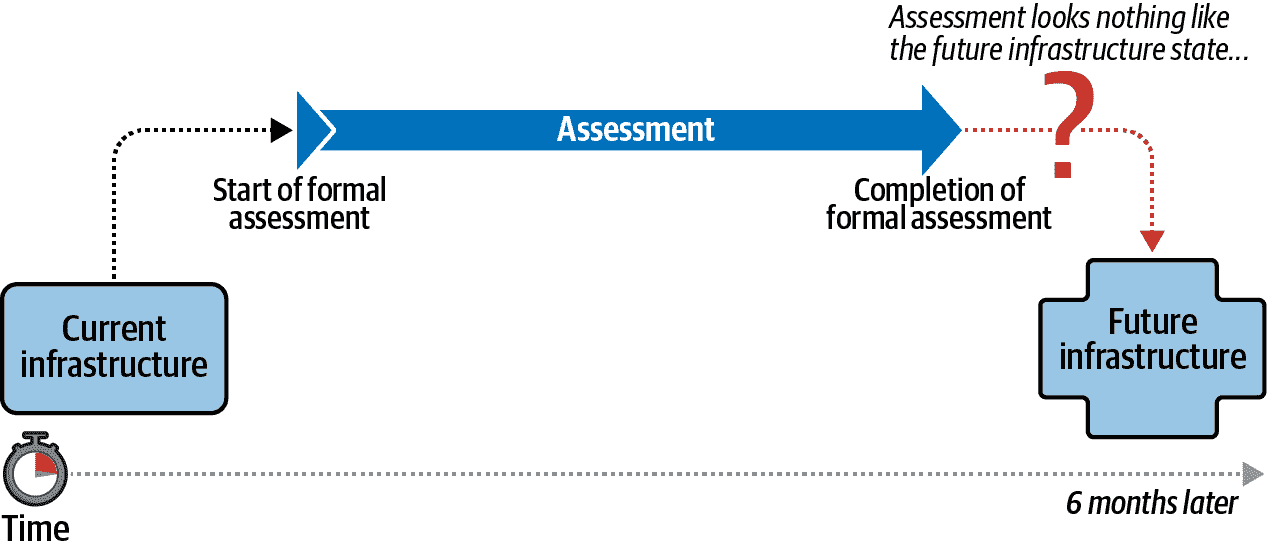 Assessment looks nothing like
the future infrastructure state...
?
Assessment
Start of formal
assessment
Completion of
formal assessment
Current
infrastructure
Future
infrastructure
6 months later
Time